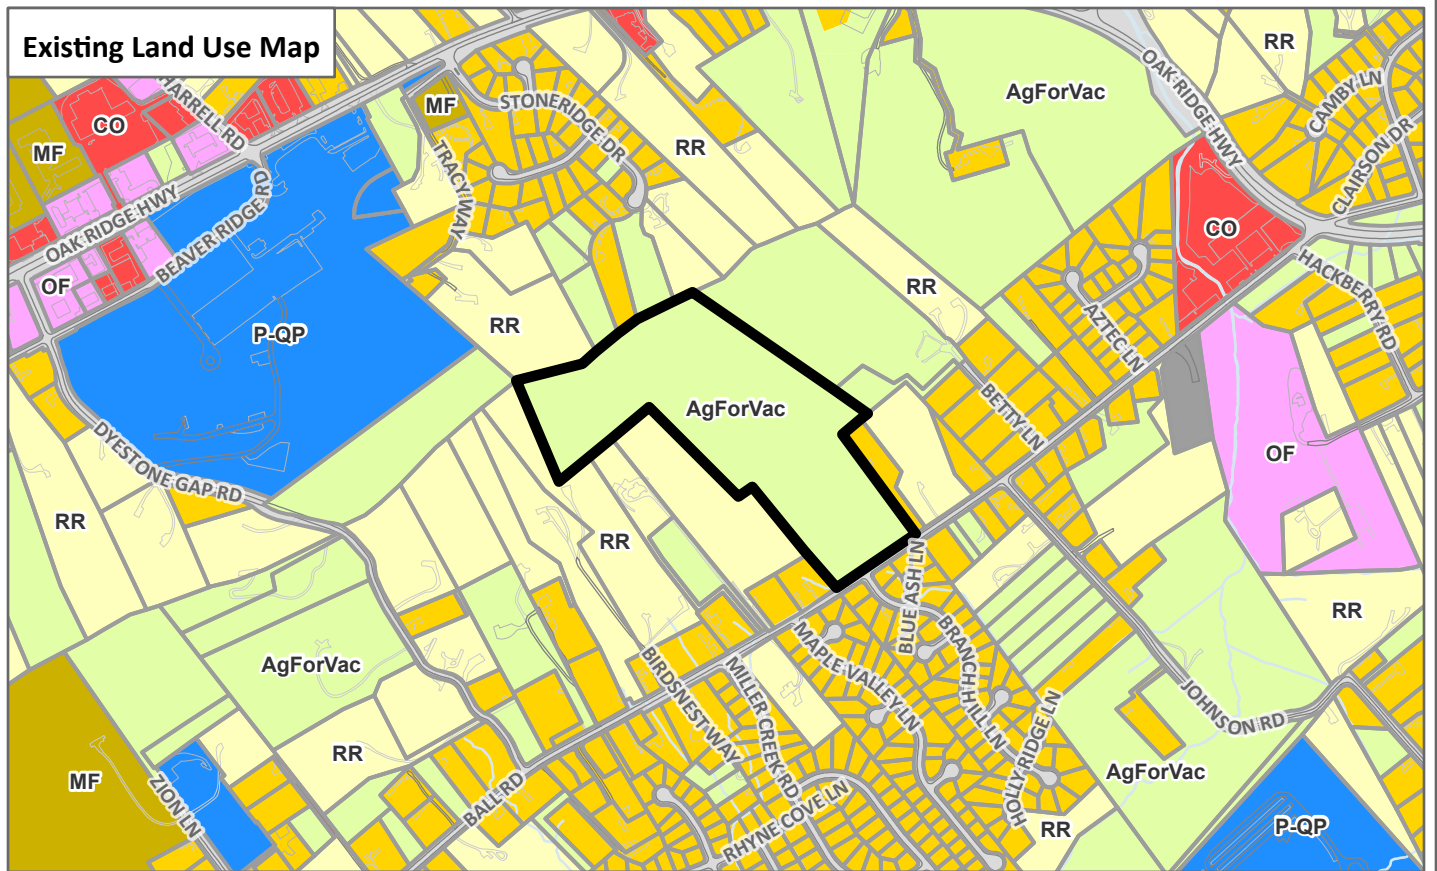 Existing Land Use Map
HARRELL RD
CO
MF
MF
STONERIDGE DR
TRACY WAY
RR
AgForVac
OAK RIDGE HWY
RR
CAMBY LN
CLAIRSON DR
OAK RIDGE HWY
BEAVER RIDGE RD
OF
P-QP
RR
RR
CO
HACKBERRY RD
AZTEC LN
BETTY LN
AgForVac
DYESTONE GAP RD
RR
RR
OF
BLUE ASH LN
BRANCH HILL LN
MAPLE VALLEY LN
RR
AgForVac
BIRDSNEST WAY
MILLER CREEK RD
HOLLY RIDGE LN
JOHNSON RD
RR
MF
ZION LN
BALL RD
AgForVac
RHYNE COVE LN
RR
P-QP